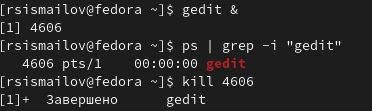 [rsismailov@fedora ~]$ gedit &
[1] 4606
[rsismailov@fedora ~]$ ps | grep -i "gedit"
   4606 pts/1    00:00:00 gedit
[rsismailov@fedora ~]$ kill 4606
[1]+  Завершено      gedit